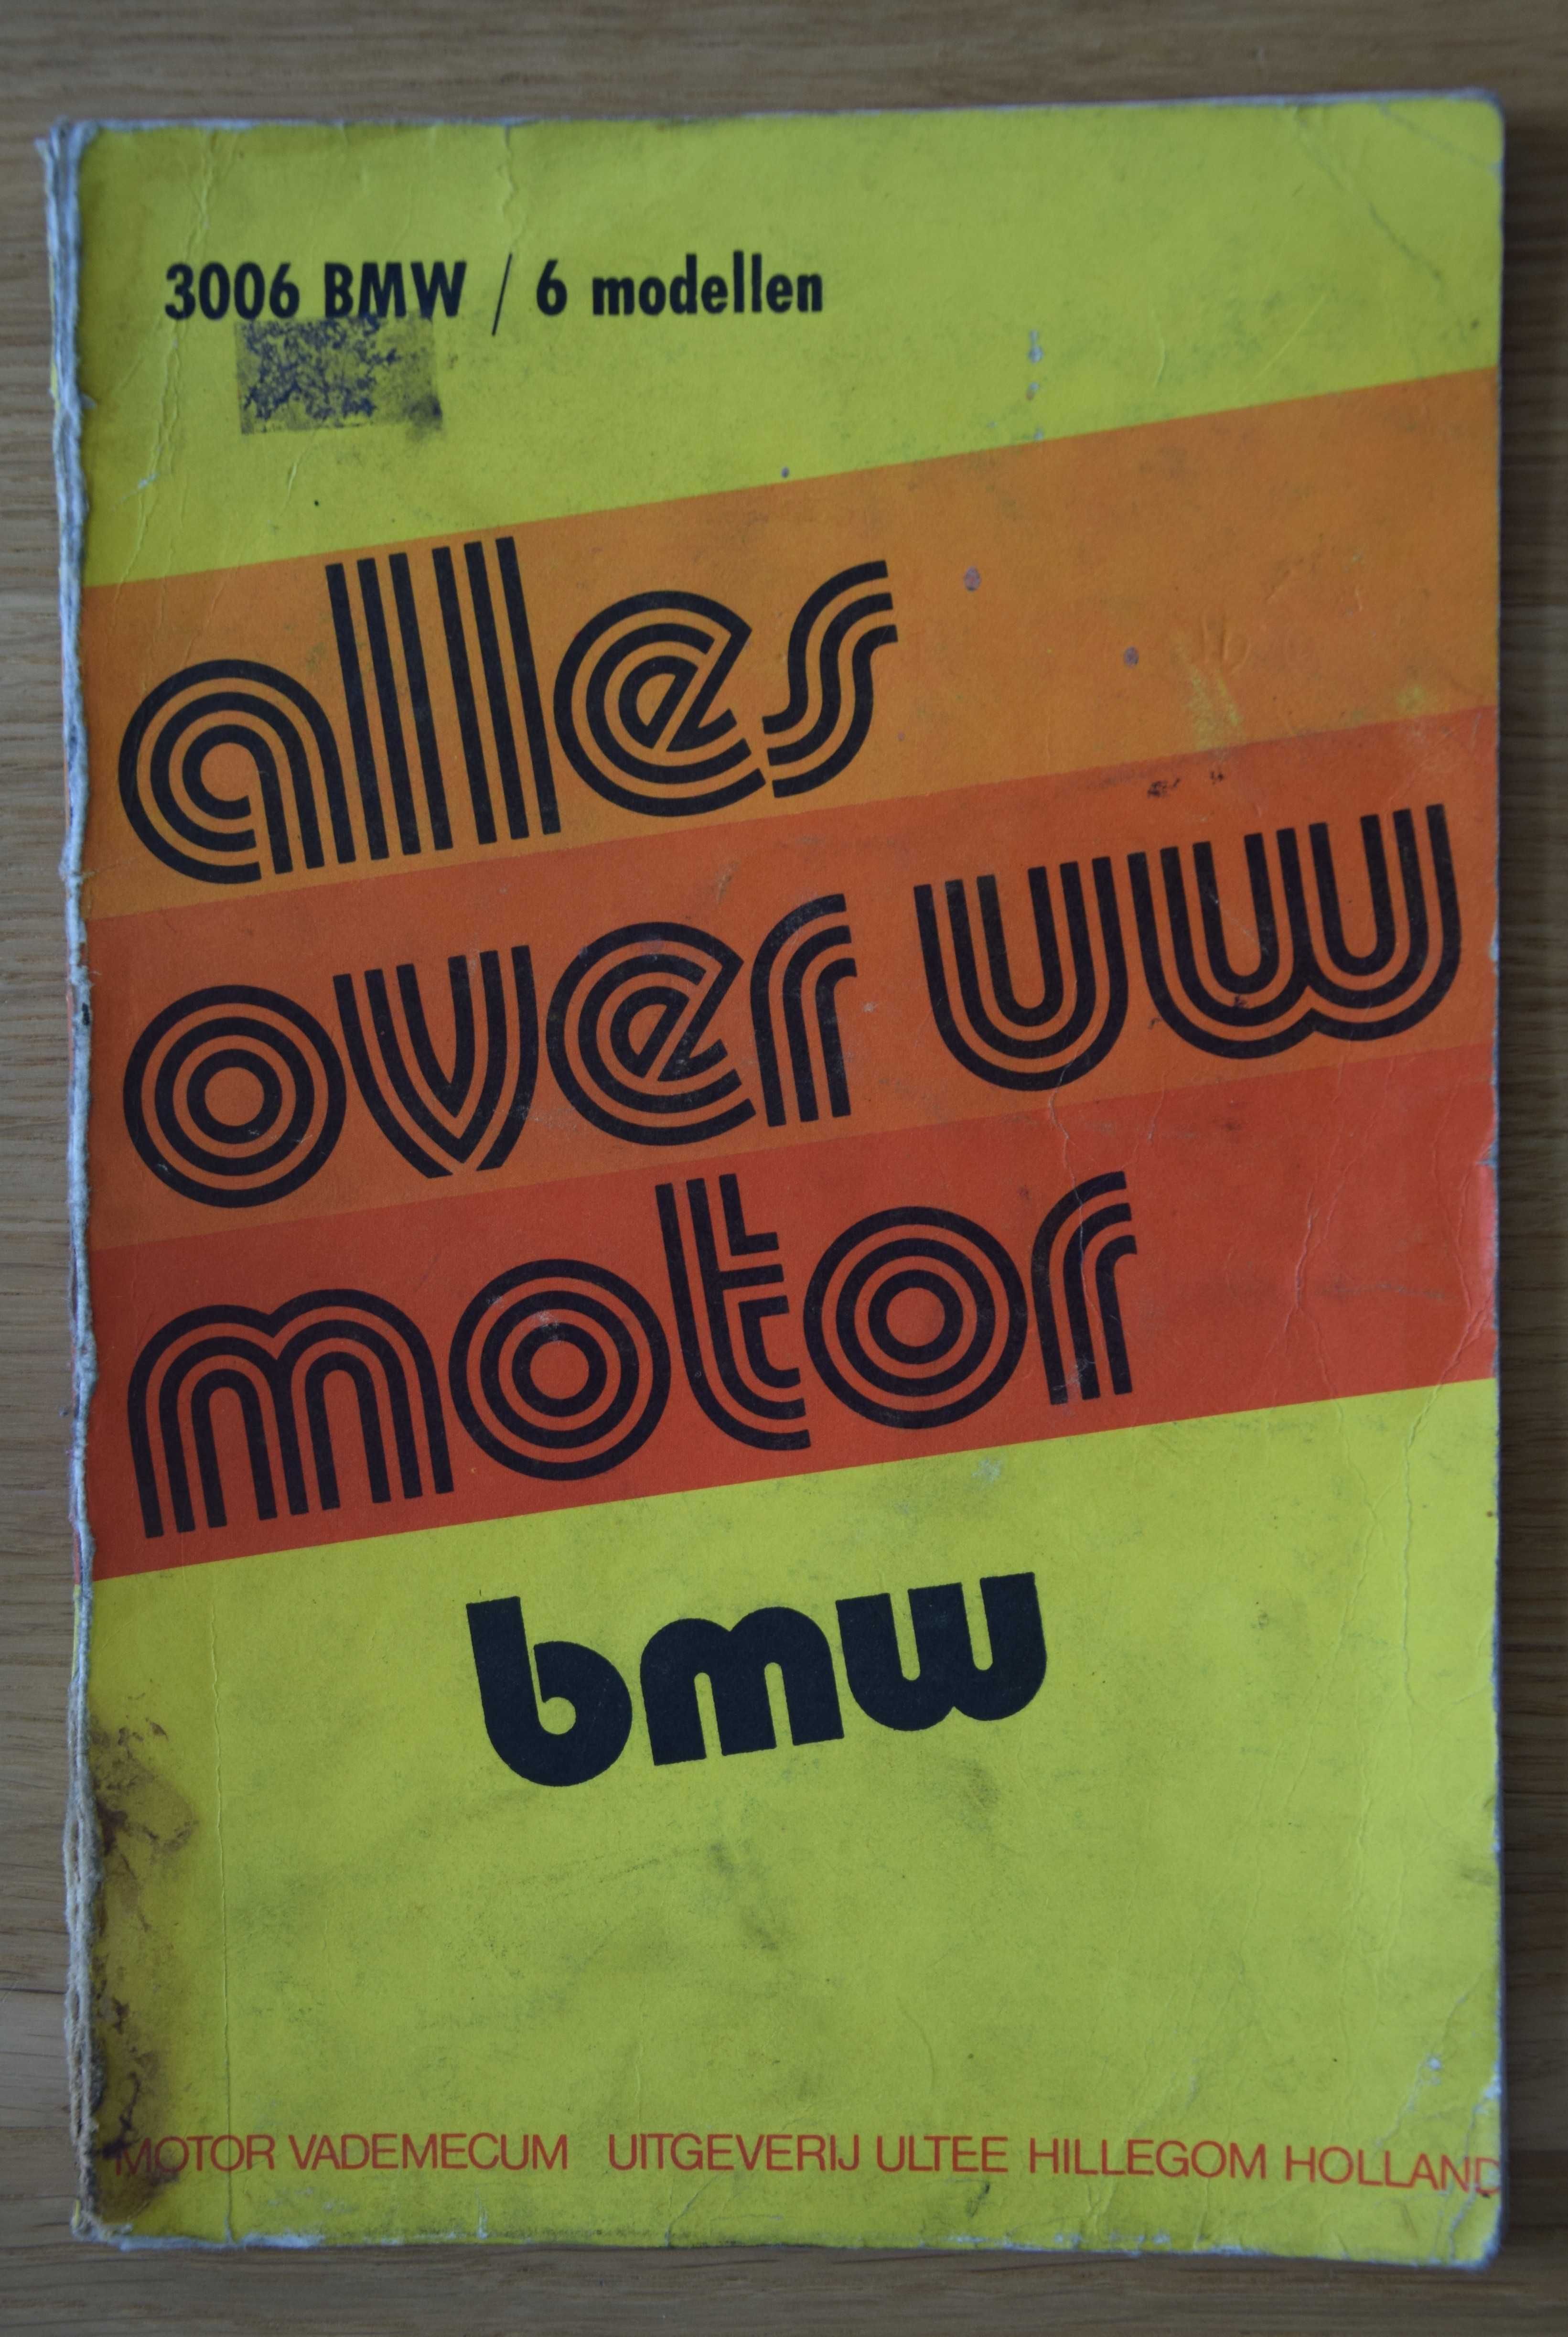 3006 BMW / 6 modellen
alles
over uw
motor
bmw
MOTOR VADEMECUM UITGEVERIJ ULTEE HILLEGOM HOLLAND